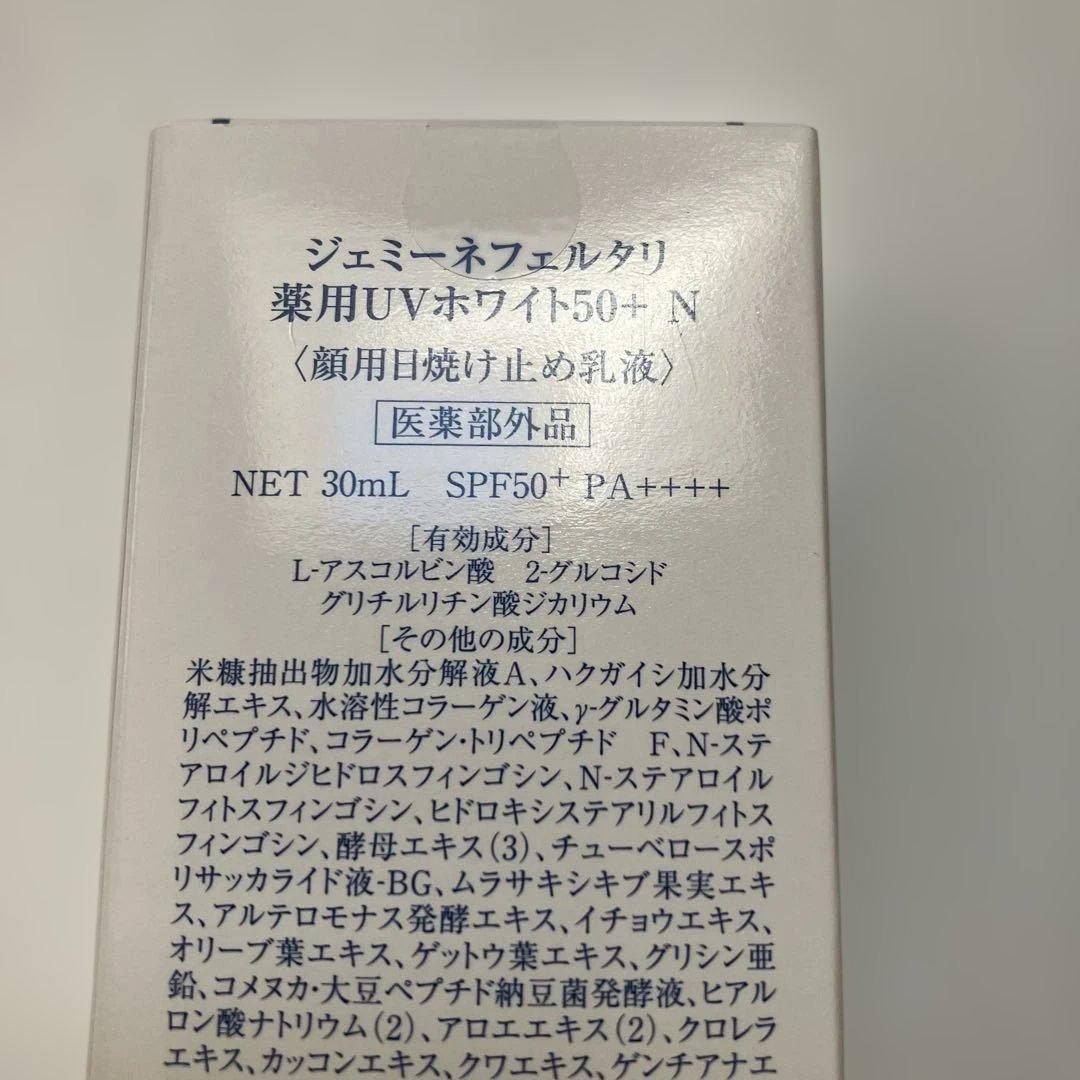 ジェミーネフェルタリ
薬用UVホワイト50+ N
〈顔用日焼け止め乳液〉
医薬部外品
NET 30mL SPF50+ PA++++
［有効成分］
L-アスコルビン酸 2-グルコシド
グリチルリチン酸ジカリウム
［その他の成分］
米糠抽出物加水分解液A、ハクガイシ加水分
解エキス、水溶性コラーゲン液、γ-グルタミン酸ポ
リペプチド、コラーゲン・トリペプチド F、N-ステ
アロイルジヒドロスフィンゴシン、N-ステアロイル
フィトスフィンゴシン、ヒドロキシステアリルフィトス
フィンゴシン、酵母エキス(3)、チューベロースポ
リサッカライド液-BG、ムラサキシキブ果実エキ
ス、アルテロモナス発酵エキス、イチョウエキス、
オリーブ葉エキス、ゲットウ葉エキス、グリシン亜
鉛、コメヌカ・大豆ペプチド納豆菌発酵液、ヒアル
ロン酸ナトリウム(2)、アロエエキス(2)、クロレラ
エキス、カッコンエキス、クワエキス、ゲンチアナエ